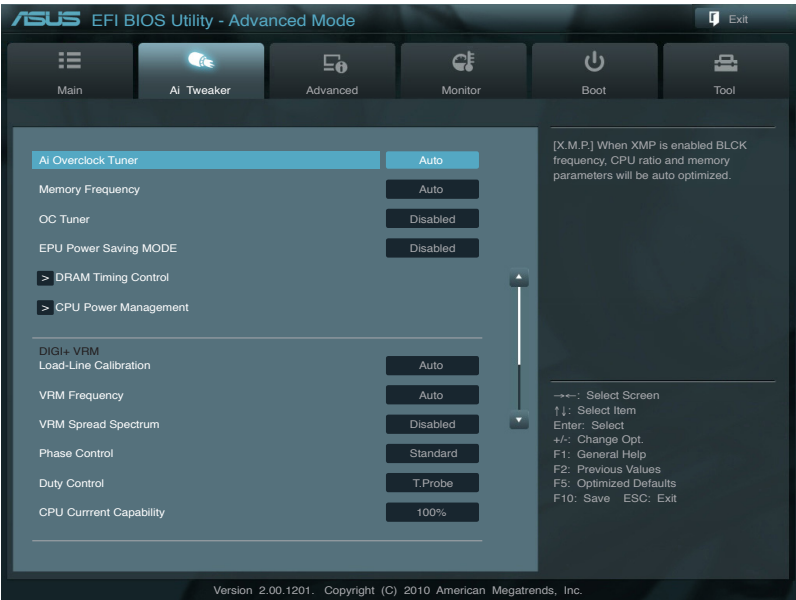 ASUS EFI BIOS Utility - Advanced Mode
Exit
Main
Ai Tweaker
Advanced
Monitor
Boot
Tool
Ai Overclock Tuner Auto
Memory Frequency Auto
OC Tuner Disabled
EPU Power Saving MODE Disabled
> DRAM Timing Control
> CPU Power Management
DIGI+ VRM
Load-Line Calibration Auto
VRM Frequency Auto
VRM Spread Spectrum Disabled
Phase Control Standard
Duty Control T.Probe
CPU Currrent Capability 100%
[X.M.P.] When XMP is enabled BLCK
frequency, CPU ratio and memory
parameters will be auto optimized.
→←: Select Screen
↑↓: Select Item
Enter: Select
+/-: Change Opt.
F1: General Help
F2: Previous Values
F5: Optimized Defaults
F10: Save ESC: Exit
Version 2.00.1201. Copyright (C) 2010 American Megatrends, Inc.